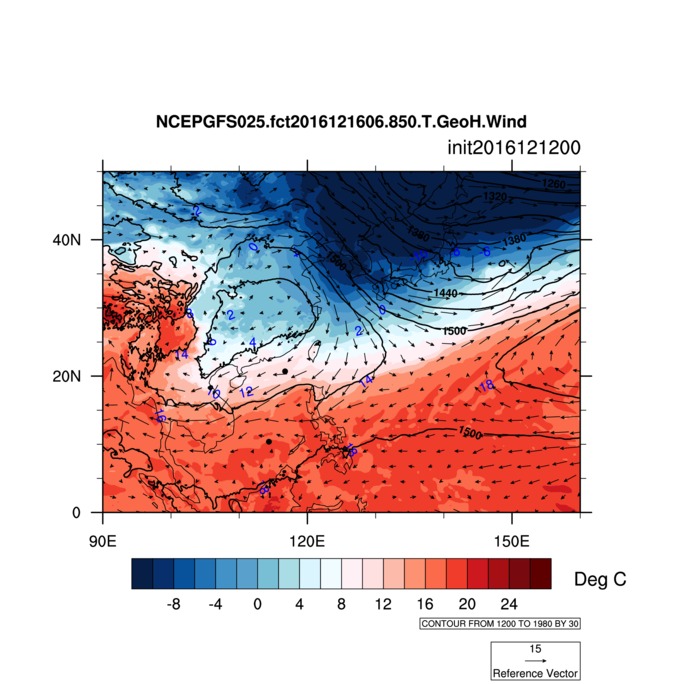 NCEPGFS025.fct2016121606.850.T.GeoH.Wind
init2016121200
1260
1320
1380
1380
40N
1440
1500
20N
1500
0
90E
120E
150E
-8 -4 0 4 8 12 16 20 24
Deg C
CONTOUR FROM 1200 TO 1980 BY 30
15
Reference Vector